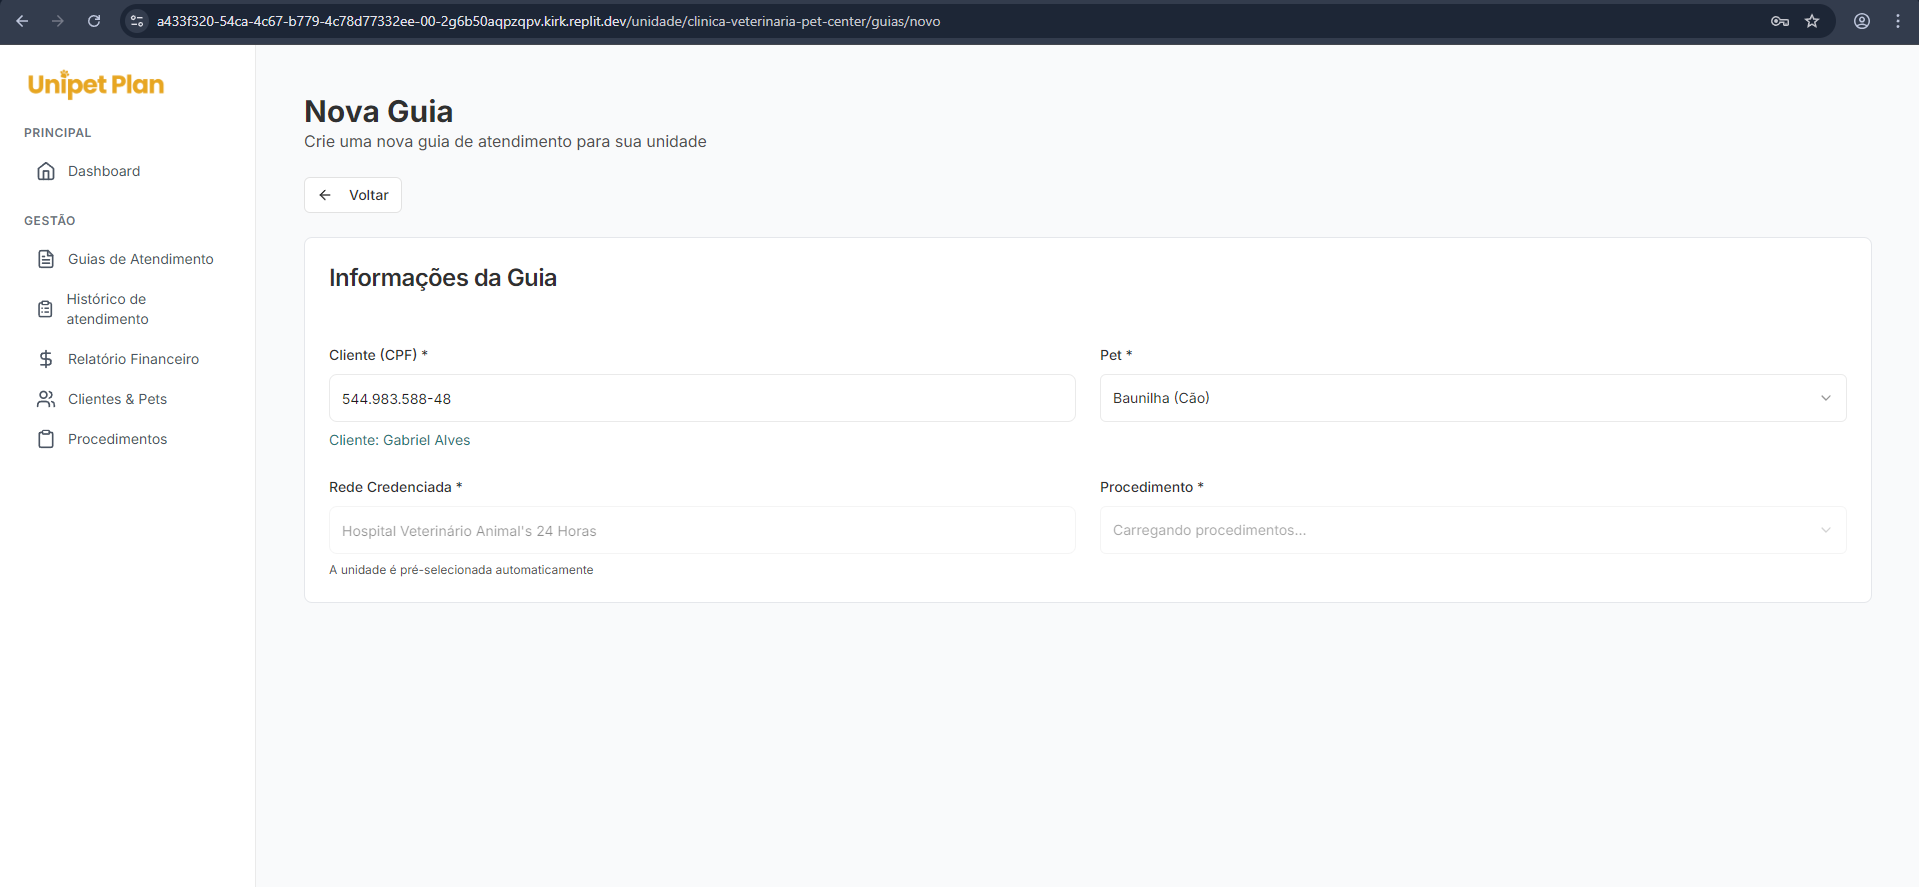 a433f320-54ca-4c67-b779-4c78d77332ee-00-2g6b50aqpzqpv.kirk.replit.dev/unidade/clinica-veterinaria-pet-center/guias/novo
Unipet Plan
PRINCIPAL
Dashboard
GESTÃO
Guias de Atendimento
Histórico de
atendimento
Relatório Financeiro
Clientes & Pets
Procedimentos
Nova Guia
Crie uma nova guia de atendimento para sua unidade
Voltar
Informações da Guia
Cliente (CPF) *
544.983.588-48
Cliente: Gabriel Alves
Pet *
Baunilha (Cão)
Rede Credenciada *
Hospital Veterinário Animal's 24 Horas
A unidade é pré-selecionada automaticamente
Procedimento *
Carregando procedimentos...